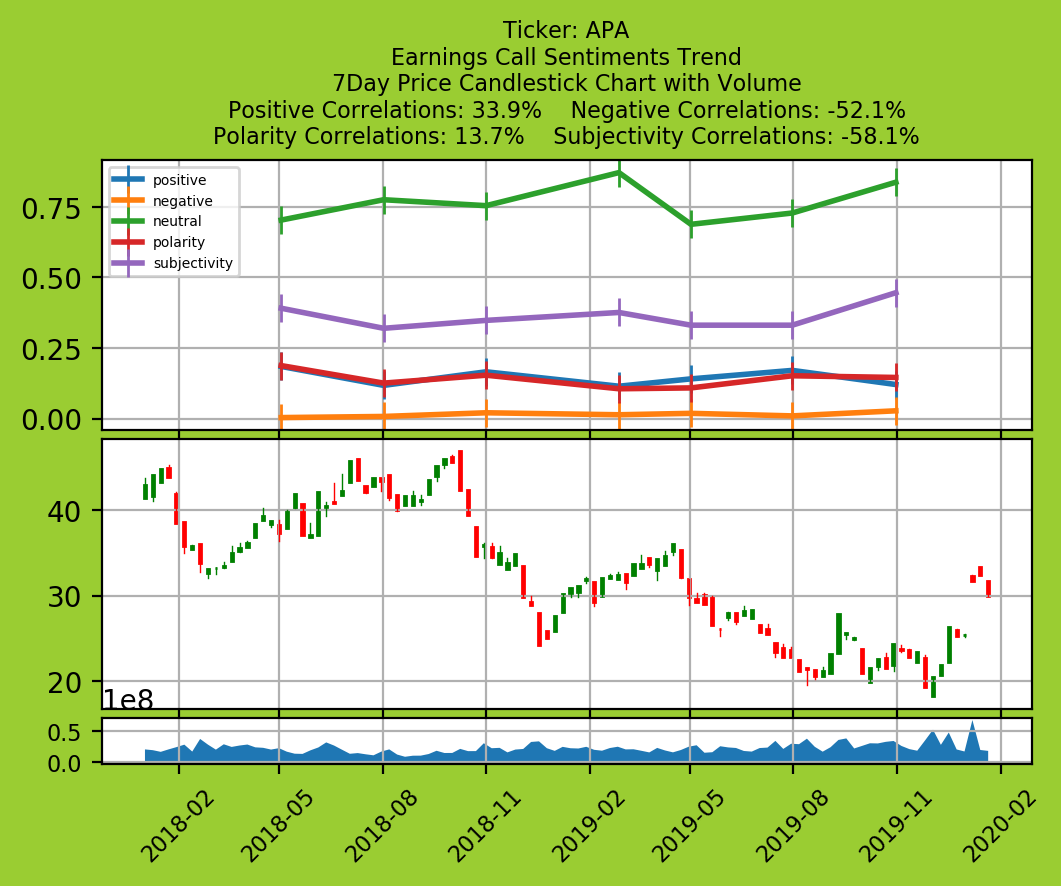 Ticker: APA
Earnings Call Sentiments Trend
7Day Price Candlestick Chart with Volume
Positive Correlations: 33.9%    Negative Correlations: -52.1%
Polarity Correlations: 13.7%    Subjectivity Correlations: -58.1%
positive
negative
neutral
polarity
subjectivity
0.75
0.50
0.25
0.00
40
30
20
1e8
0.5
0.0
2018-02
2018-05
2018-08
2018-11
2019-02
2019-05
2019-08
2019-11
2020-02